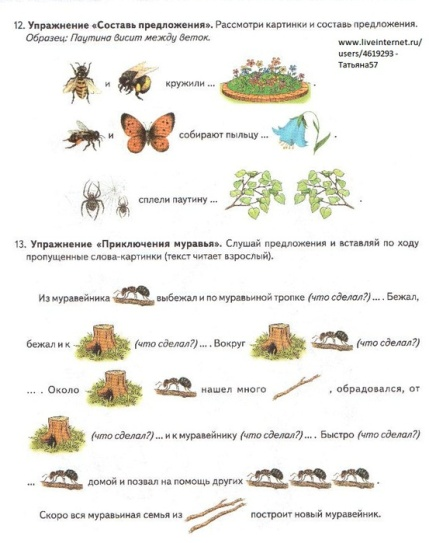 12. Упражнение «Составь предложения». Рассмотри картинки и составь предложения.
Образец: Паутина висит между веток.
www.liveinternet.ru/
users/4619293 -
Татьяна57
и кружили ... .
и собирают пыльцу ... .
сплели паутину ... .
13. Упражнение «Приключения муравья». Слушай предложения и вставляй по ходу
пропущенные слова-картинки (текст читает взрослый).
Из муравейника выбежал и по муравьиной тропке (что сделал?) ... . Бежал,
бежал и к (что сделал?) ... . Вокруг (что сделал?)
... . Около нашел много , обрадовался, от
(что сделал?) ... и к муравейнику (что сделал?) ... . Быстро (что сделал?)
... домой и позвал на помощь других .
Скоро вся муравьиная семья из построит новый муравейник.